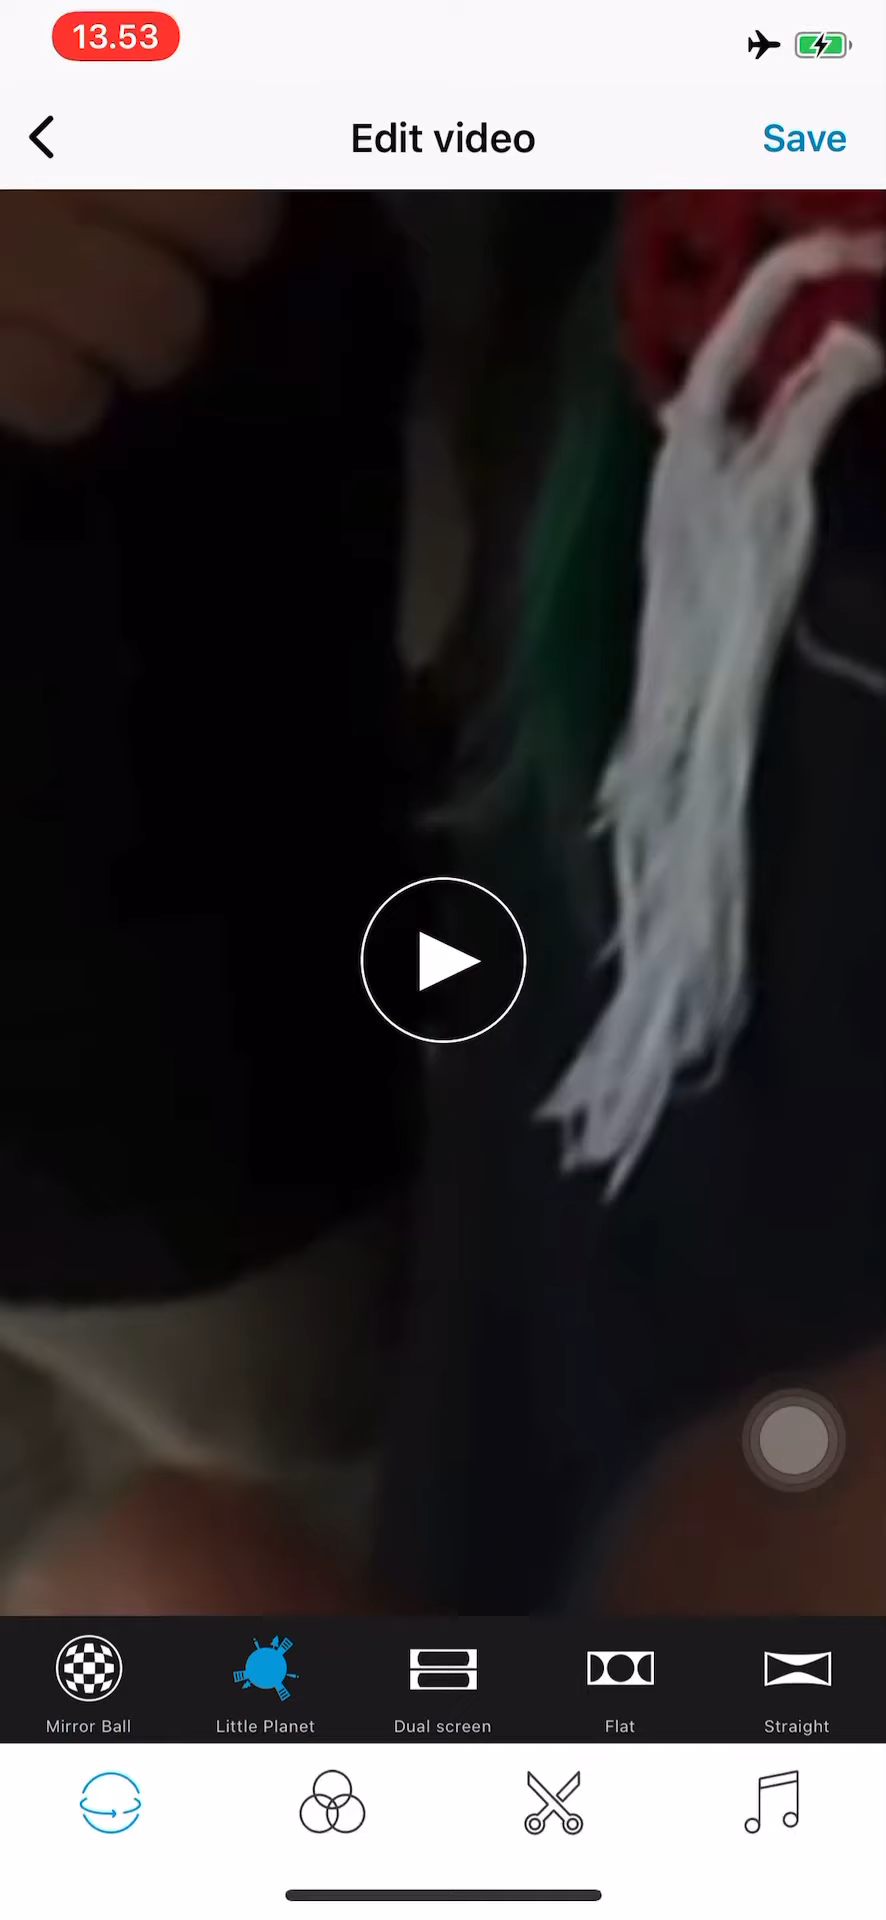 13.53
Edit video
Save
Mirror Ball
Little Planet
Dual screen
Flat
Straight